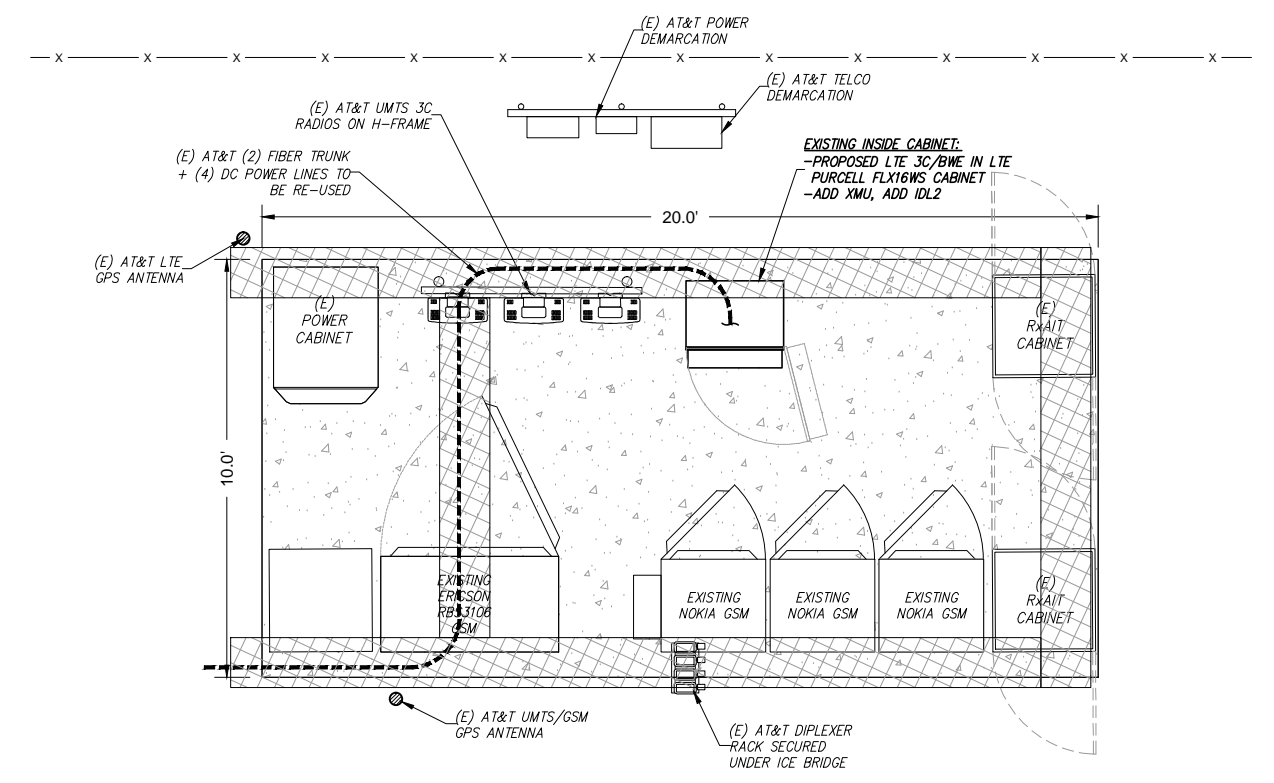 (E) AT&T POWER
DEMARCATION
X X X X X X X X X X X X X X
(E) AT&T TELCO
DEMARCATION
(E) AT&T UMTS 3C
RADIOS ON H-FRAME
EXISTING INSIDE CABINET:
-PROPOSED LTE 3C/BWE IN LTE
PURCELL FLX16WS CABINET
-ADD XMU, ADD IDL2
(E) AT&T (2) FIBER TRUNK
+ (4) DC POWER LINES TO
BE RE-USED
20.0'
(E) AT&T LTE
GPS ANTENNA
(E)
POWER
CABINET
(E)
RxAIT
CABINET
10.0'
EXISTING
ERICSON
RBS3106
GSM
EXISTING
NOKIA GSM
EXISTING
NOKIA GSM
EXISTING
NOKIA GSM
(E)
RxAIT
CABINET
(E) AT&T UMTS/GSM
GPS ANTENNA
(E) AT&T DIPLEXER
RACK SECURED
UNDER ICE BRIDGE